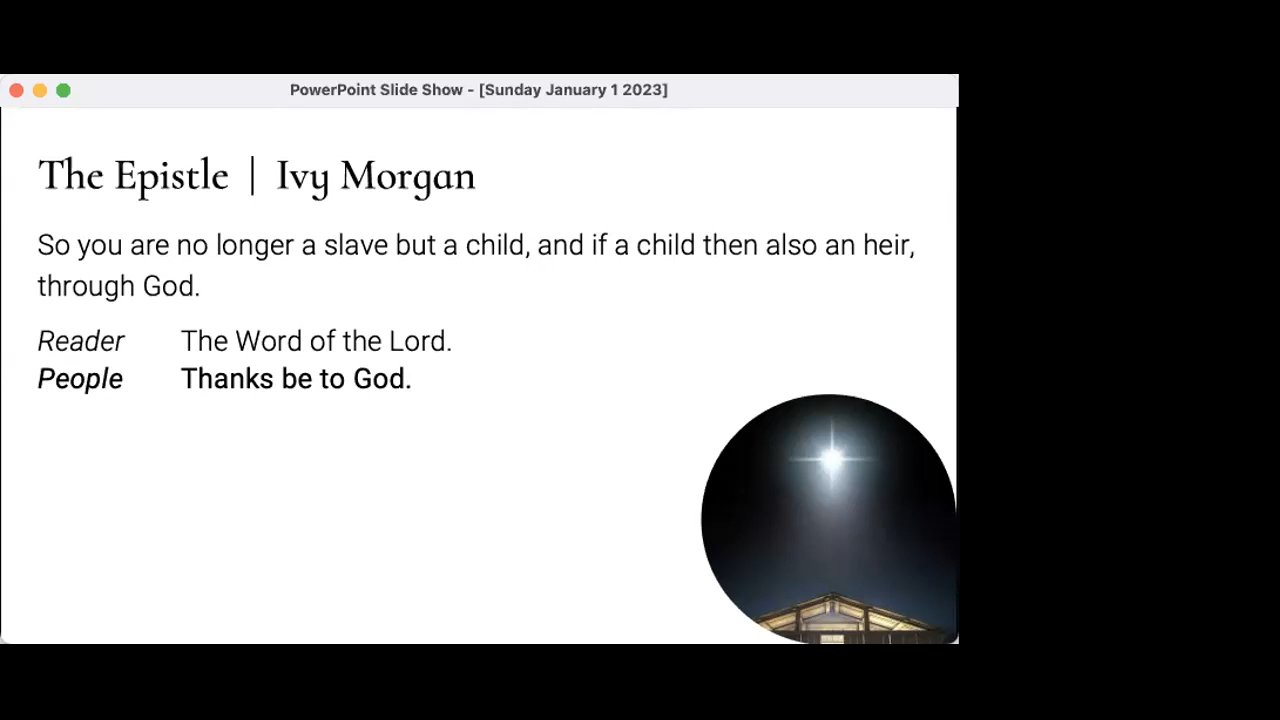 PowerPoint Slide Show - [Sunday January 1 2023]
The Epistle | Ivy Morgan
So you are no longer a slave but a child, and if a child then also an heir,
through God.
Reader The Word of the Lord.
People Thanks be to God.